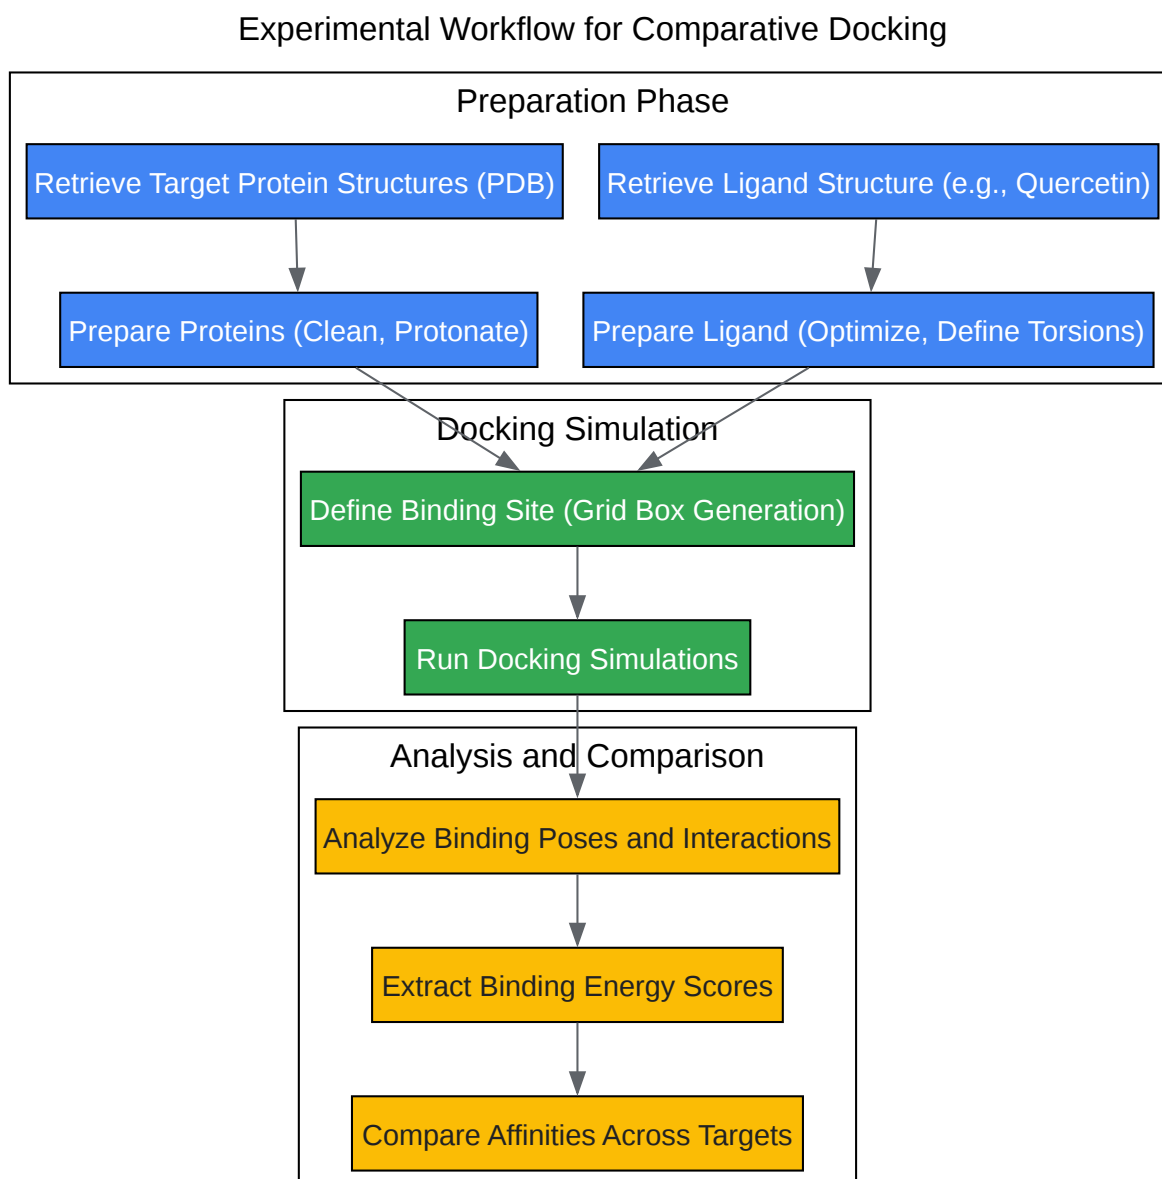 Experimental Workflow for Comparative Docking
Preparation Phase
Retrieve Target Protein Structures (PDB)
Retrieve Ligand Structure (e.g., Quercetin)
Prepare Proteins (Clean, Protonate)
Prepare Ligand (Optimize, Define Torsions)
Docking Simulation
Define Binding Site (Grid Box Generation)
Run Docking Simulations
Analysis and Comparison
Analyze Binding Poses and Interactions
Extract Binding Energy Scores
Compare Affinities Across Targets